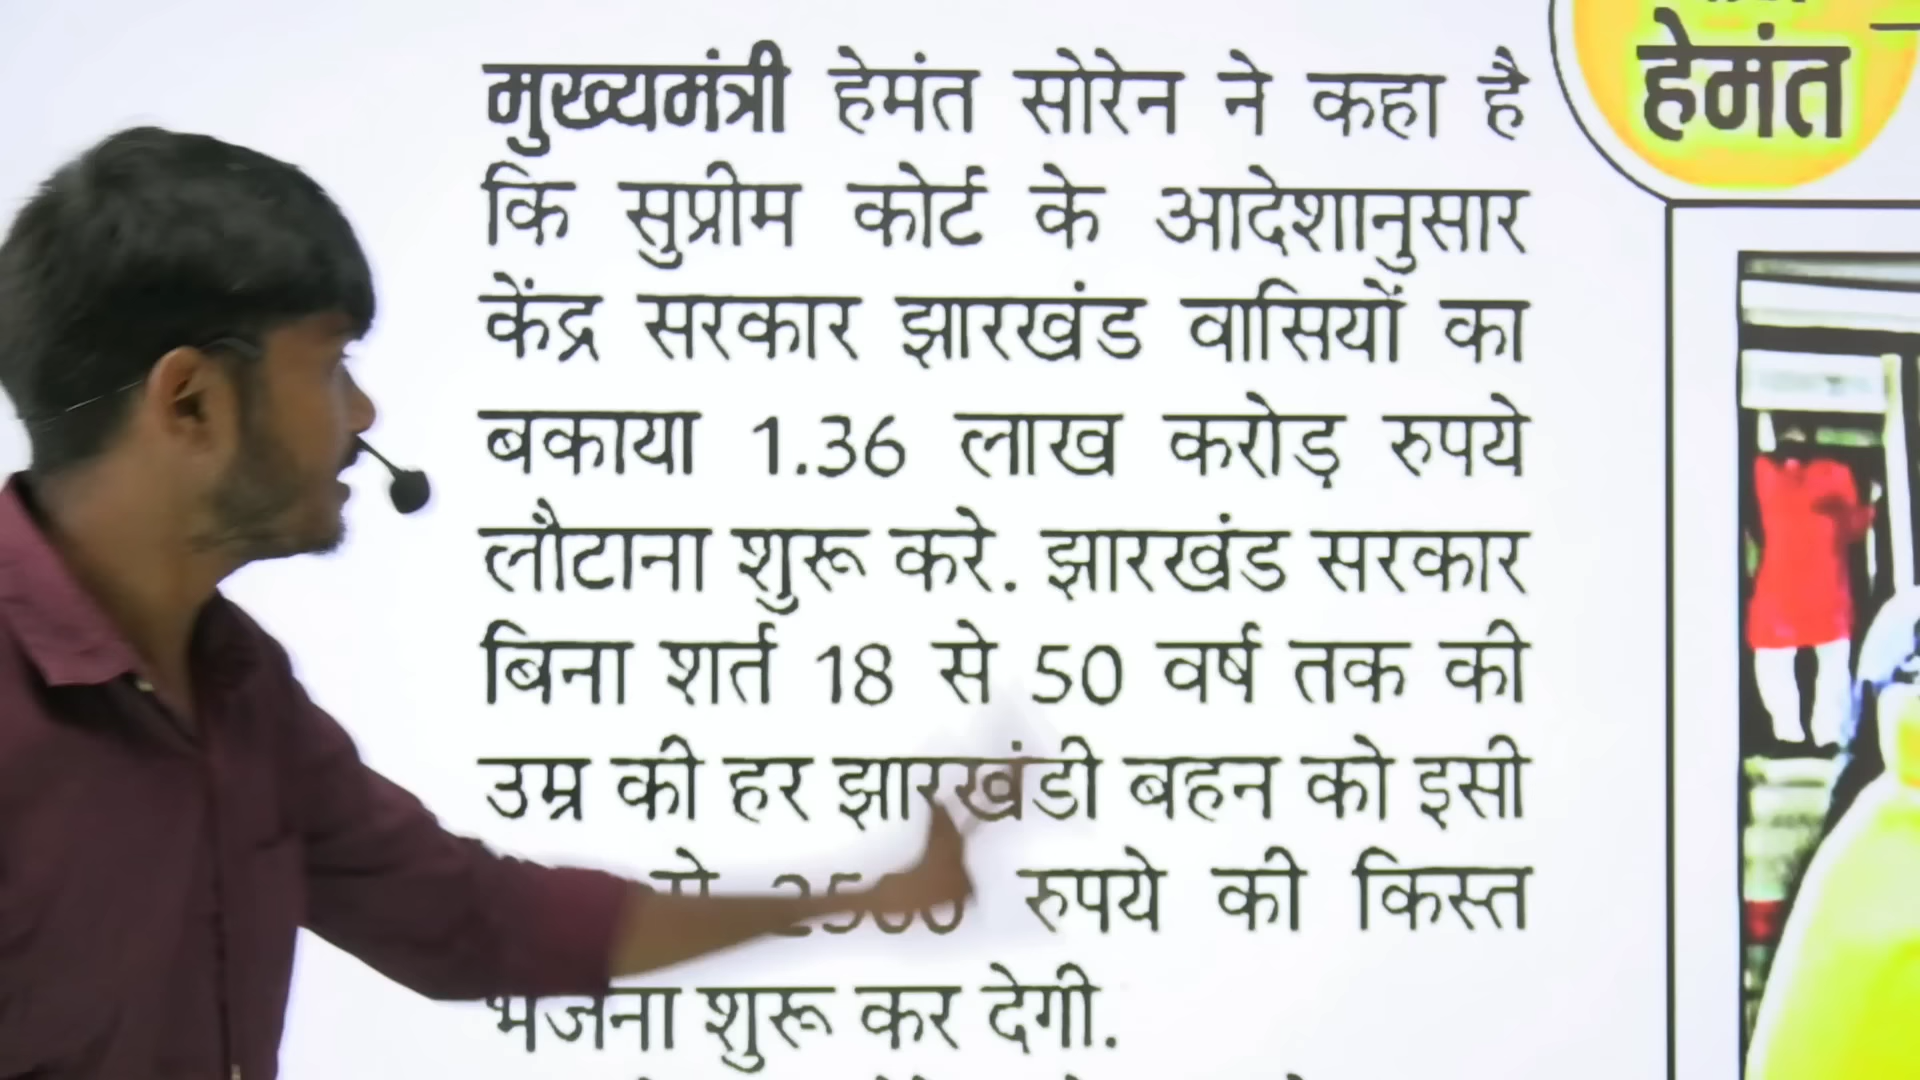 मुख्यमंत्री हेमंत सोरेन ने कहा है
कि सुप्रीम कोर्ट के आदेशानुसार
केंद्र सरकार झारखंड वासियों का
बकाया 1.36 लाख करोड़ रुपये
लौटाना शुरू करे. झारखंड सरकार
बिना शर्त 18 से 50 वर्ष तक की
उम्र की हर झारखंडी बहन को इसी
से 2500 रुपये की किस्त
भेजना शुरू कर देगी.
हेमंत